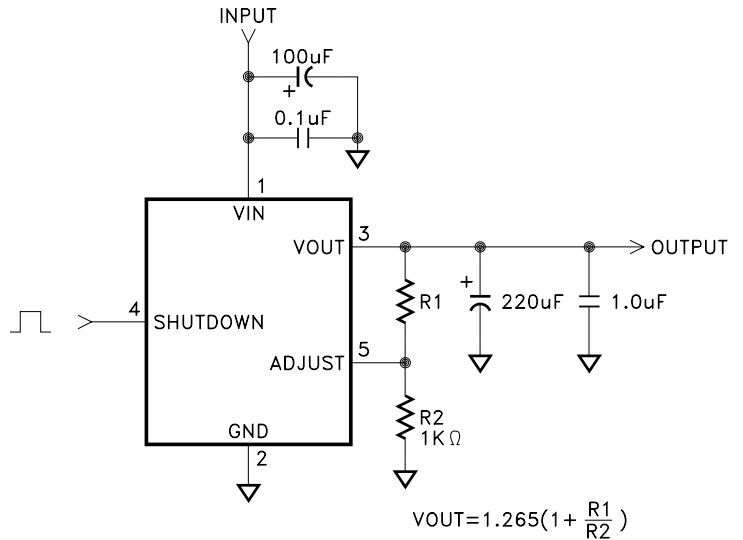 INPUT
100uF
+
0.1uF
1
VIN
VOUT
3
OUTPUT
+
R1
220uF
1.0uF
4
SHUTDOWN
ADJUST
5
R2
1KΩ
GND
2
VOUT=1.265(1+ R1/R2 )